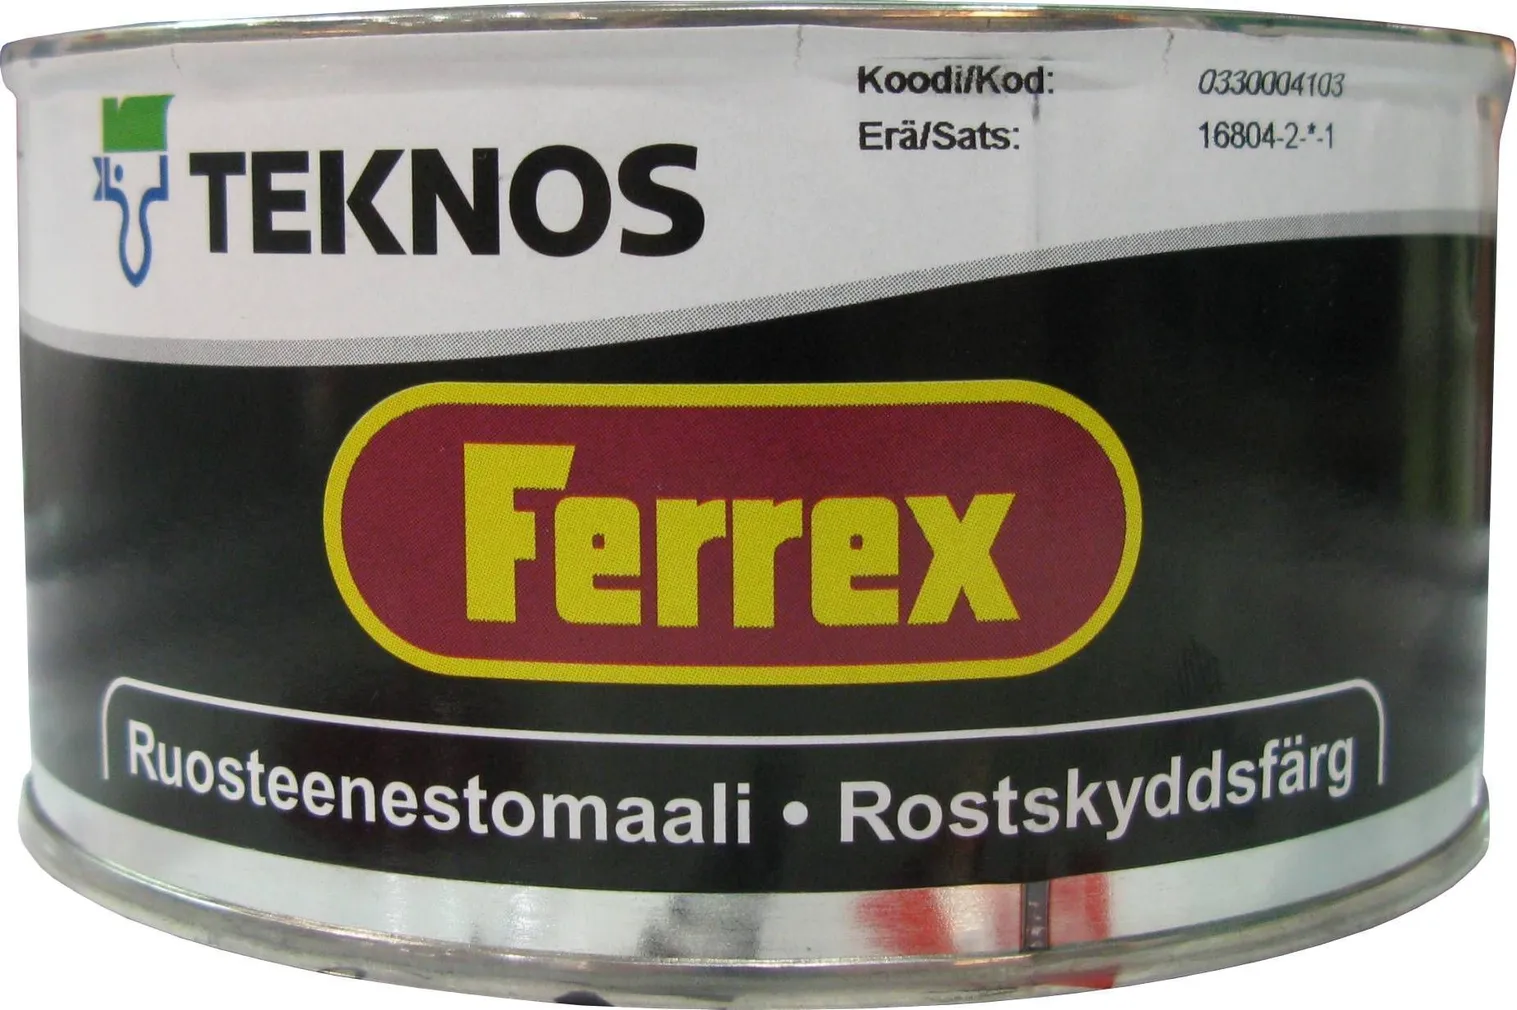 TEKNOS
Koodi/Kod: 0330004103
Erä/Sats: 16804-2-*-1
Ferrex
Ruosteenestomaali • Rostskyddsfärg